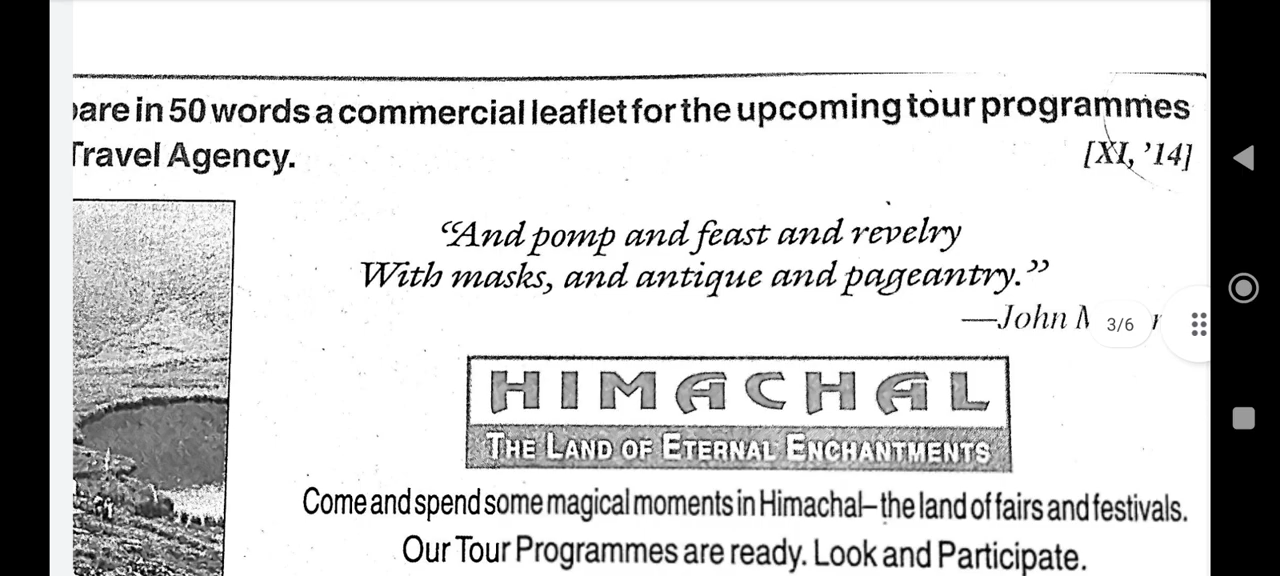 are in 50 words a commercial leaflet for the upcoming tour programmes
Travel Agency.
[XI, ’14]
“And pomp and feast and revelry
With masks, and antique and pageantry.”
—John
3/6
HIMACHAL
THE LAND OF ETERNAL ENCHANTMENTS
Come and spend some magical moments in Himachal–the land of fairs and festivals.
Our Tour Programmes are ready. Look and Participate.